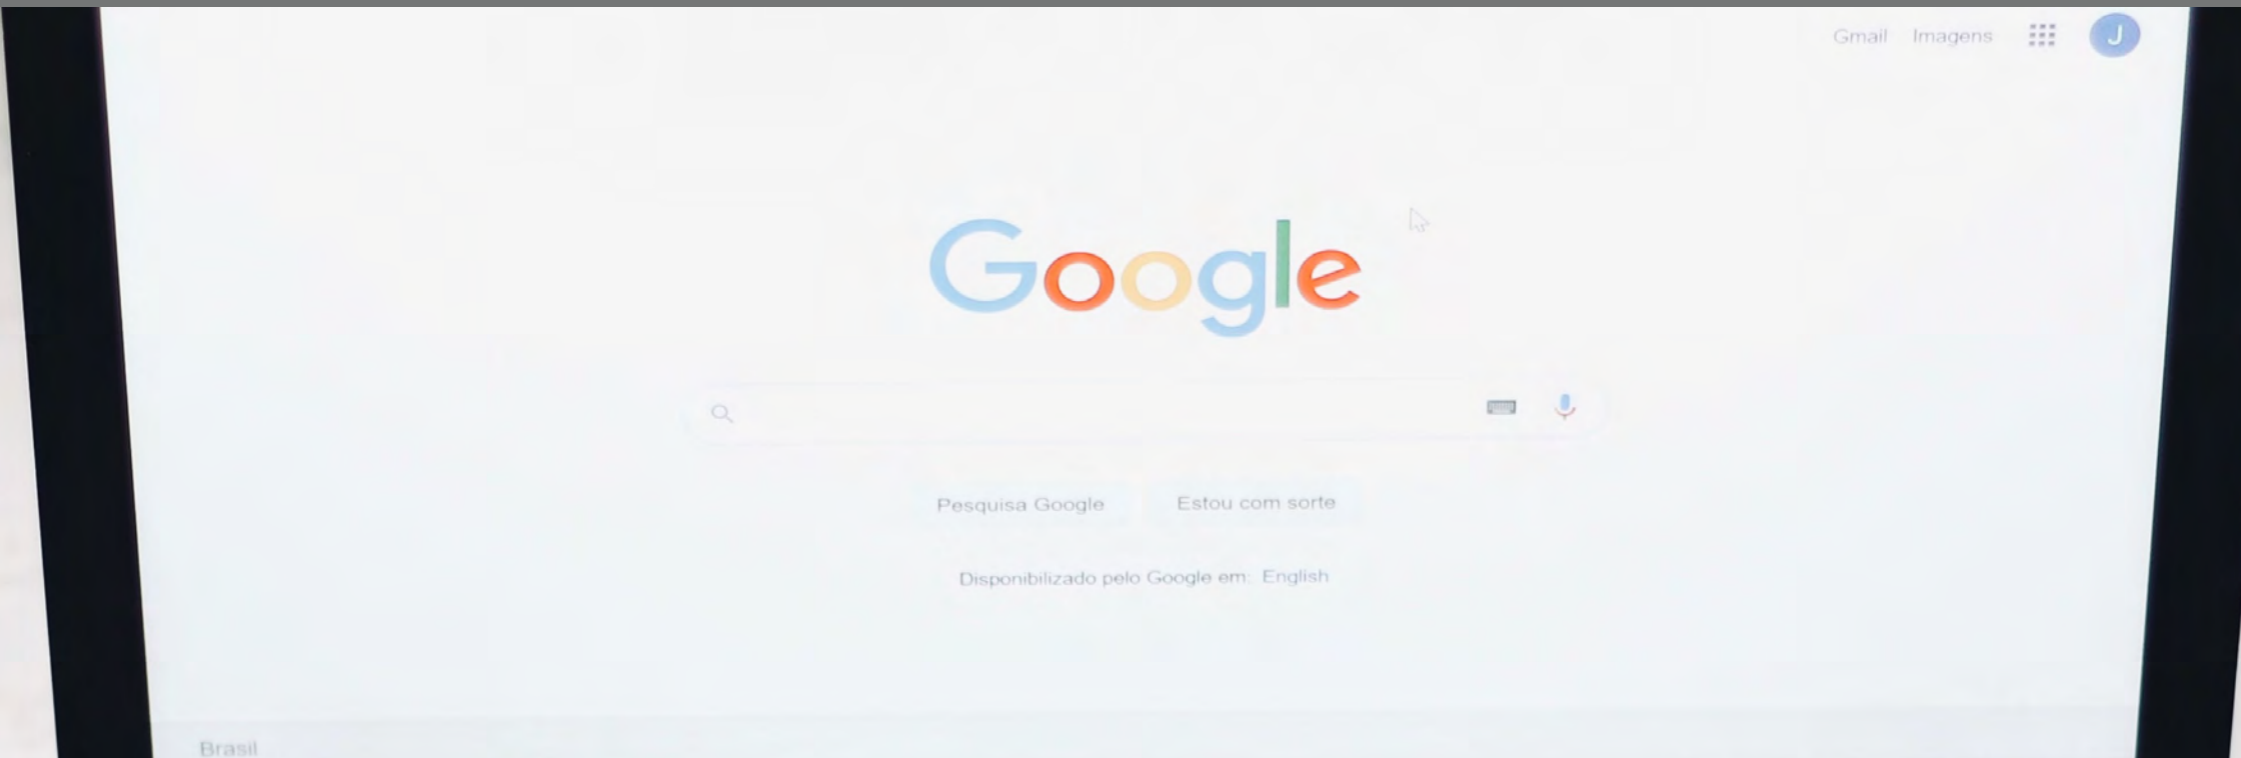 Gmail Imagens J
Google
Pesquisa Google Estou com sorte
Disponibilizado pelo Google em: English
Brasil